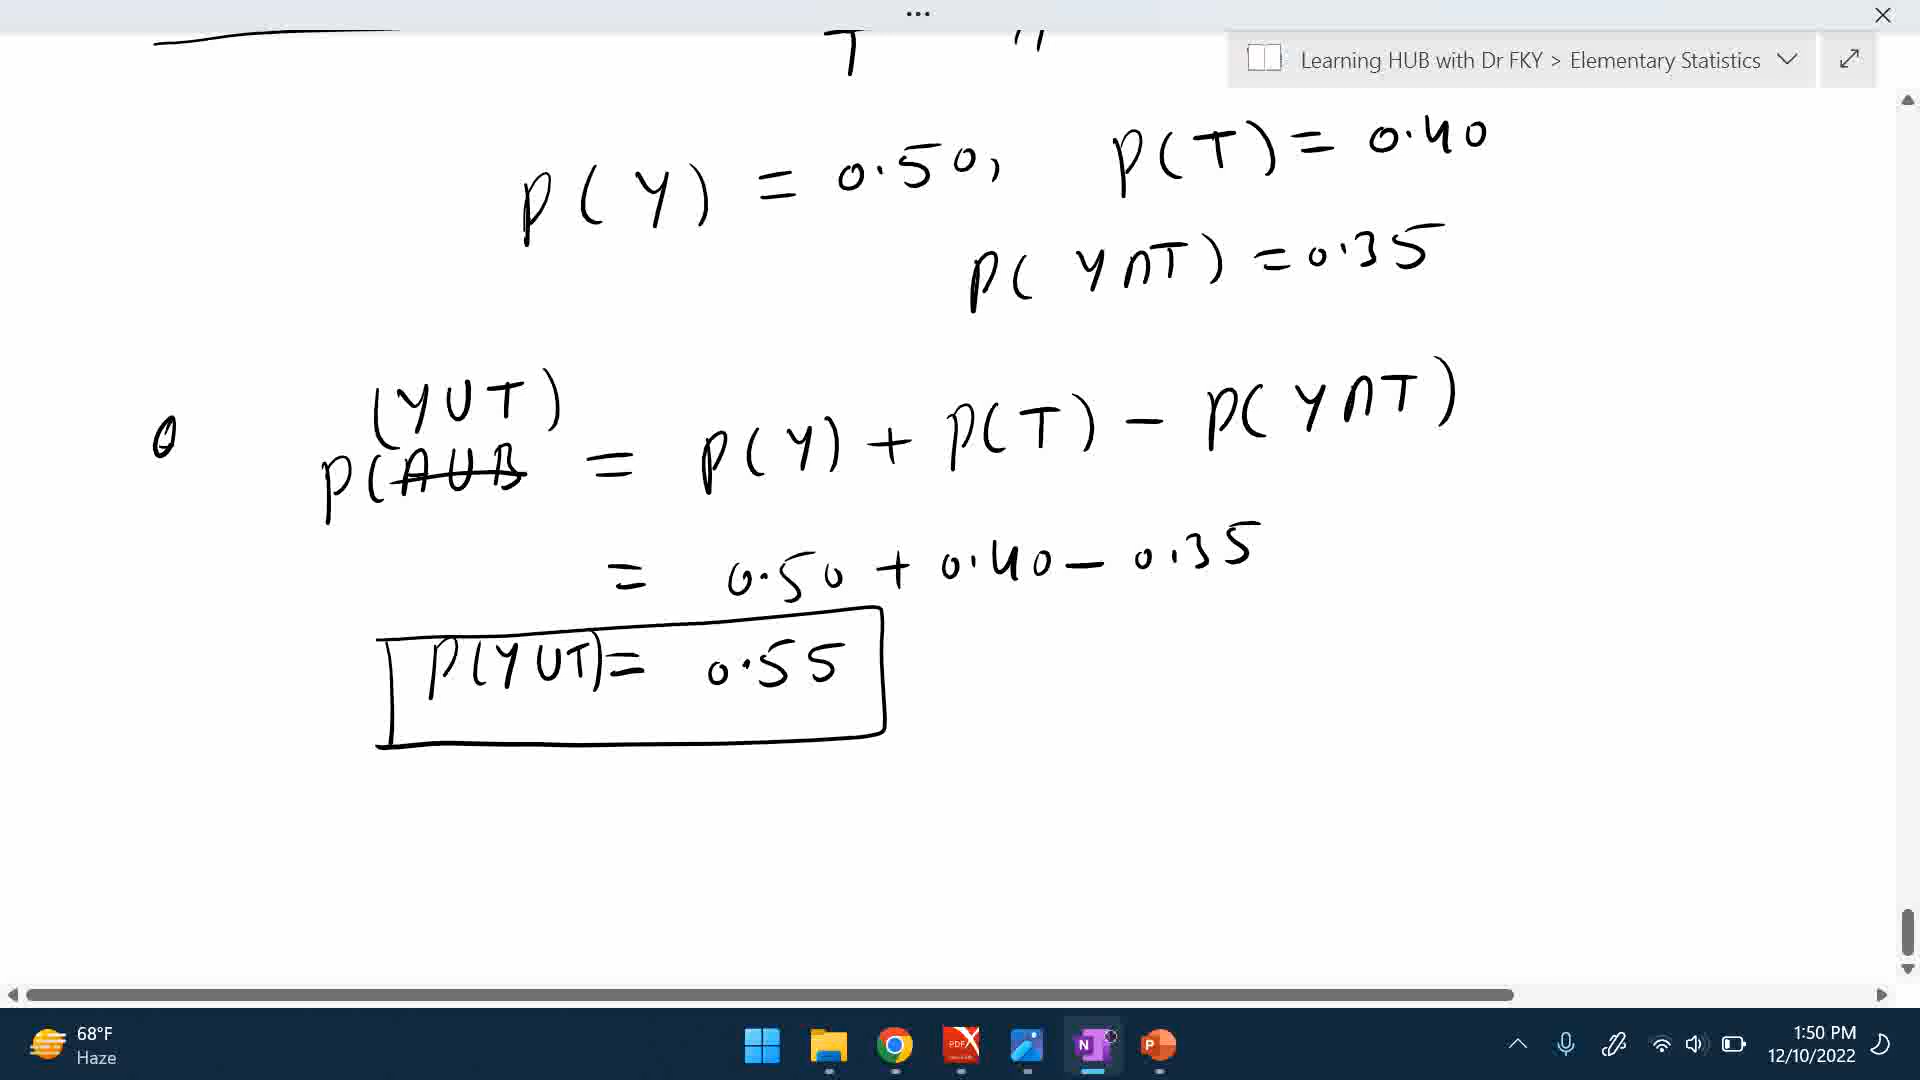 ...
T "
Learning HUB with Dr FKY > Elementary Statistics
P(Y) = 0.50, P(T) = 0.40
P(Y∩T) = 0.35
(YUT)
P(AUB = P(Y) + P(T) - P(Y∩T)
= 0.50 + 0.40 - 0.35
P(YUT) = 0.55
68°F
Haze
1:50 PM
12/10/2022